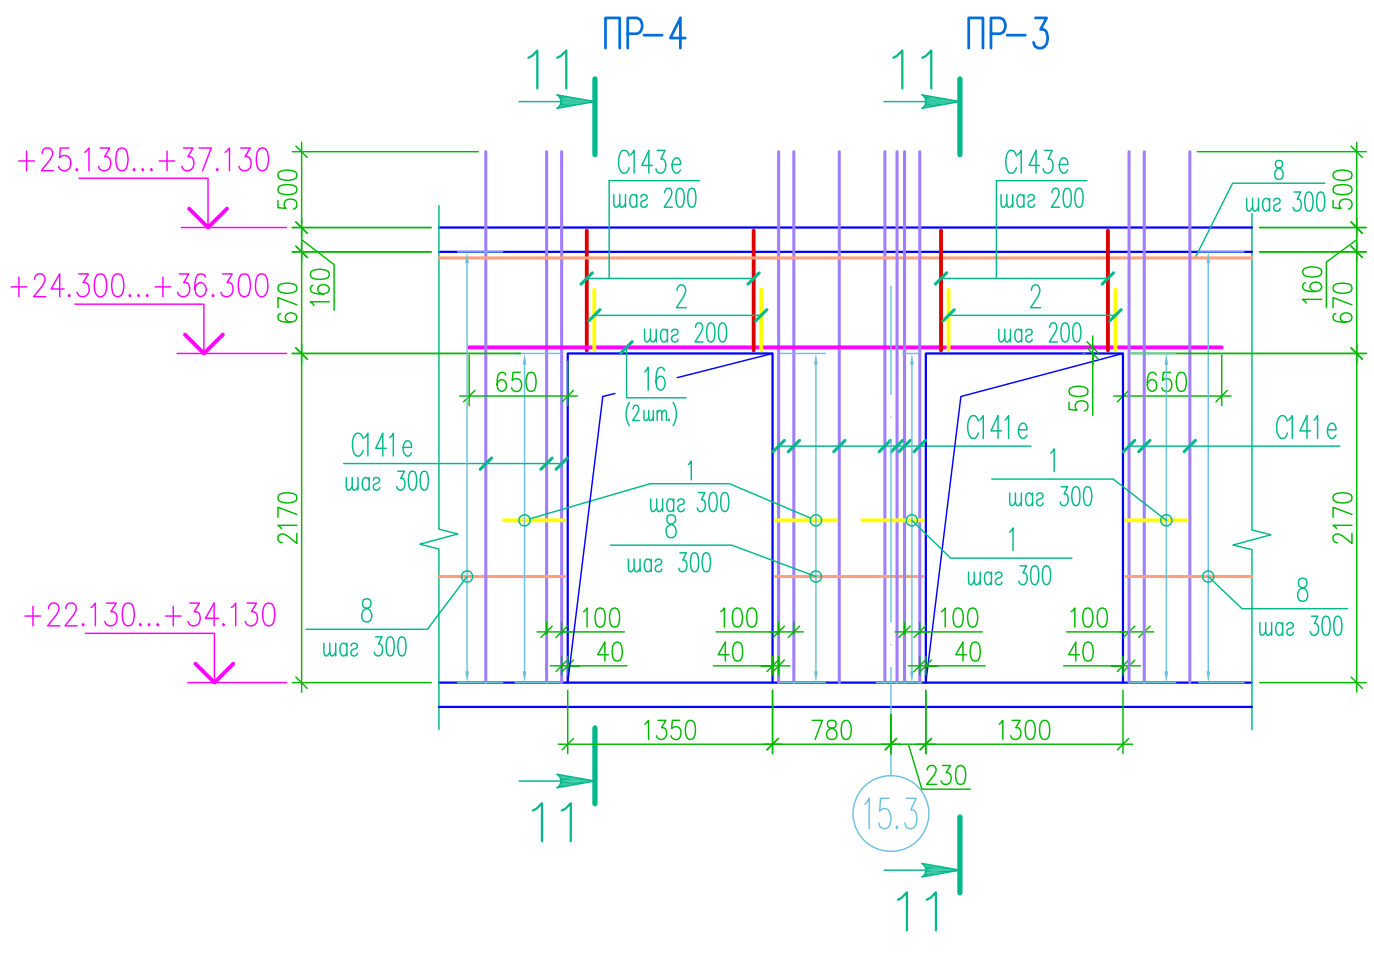 ПР-4
ПР-3
11
11
+25.130...+37.130
500
С143е
шаг 200
С143е
шаг 200
8
шаг 300
500
+24.300...+36.300
160
670
2
шаг 200
2
шаг 200
160
670
650
16
(2шт.)
50
650
С141е
шаг 300
С141е
С141е
1
шаг 300
1
шаг 300
2170
8
шаг 300
1
шаг 300
2170
+22.130...+34.130
8
шаг 300
100
100
100
100
8
шаг 300
40
40
40
40
1350
780
1300
230
15.3
11
11